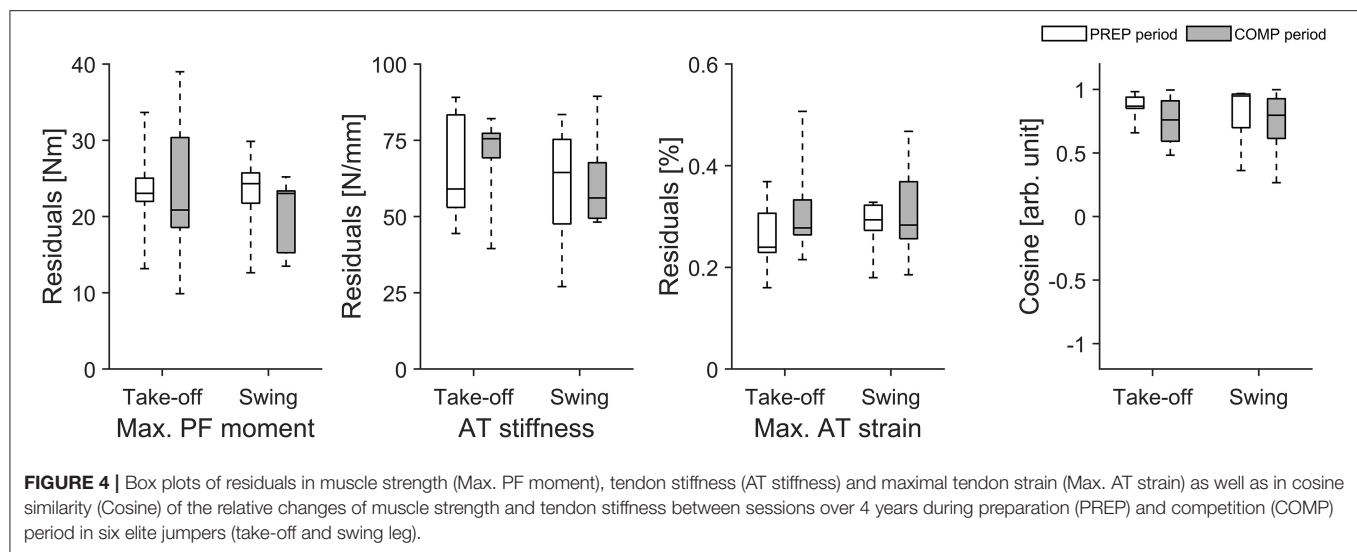 PREP period COMP period
40
30
20
10
0
Residuals [Nm]
Take-off Swing
Max. PF moment
100
75
50
25
0
Residuals [N/mm]
Take-off Swing
AT stiffness
0.6
0.4
0.2
0
Residuals [%]
Take-off Swing
Max. AT strain
1
0.5
0
-0.5
-1
Cosine [arb. unit]
Take-off Swing
FIGURE 4 | Box plots of residuals in muscle strength (Max. PF moment), tendon stiffness (AT stiffness) and maximal tendon strain (Max. AT strain) as well as in cosine
similarity (Cosine) of the relative changes of muscle strength and tendon stiffness between sessions over 4 years during preparation (PREP) and competition (COMP)
period in six elite jumpers (take-off and swing leg).